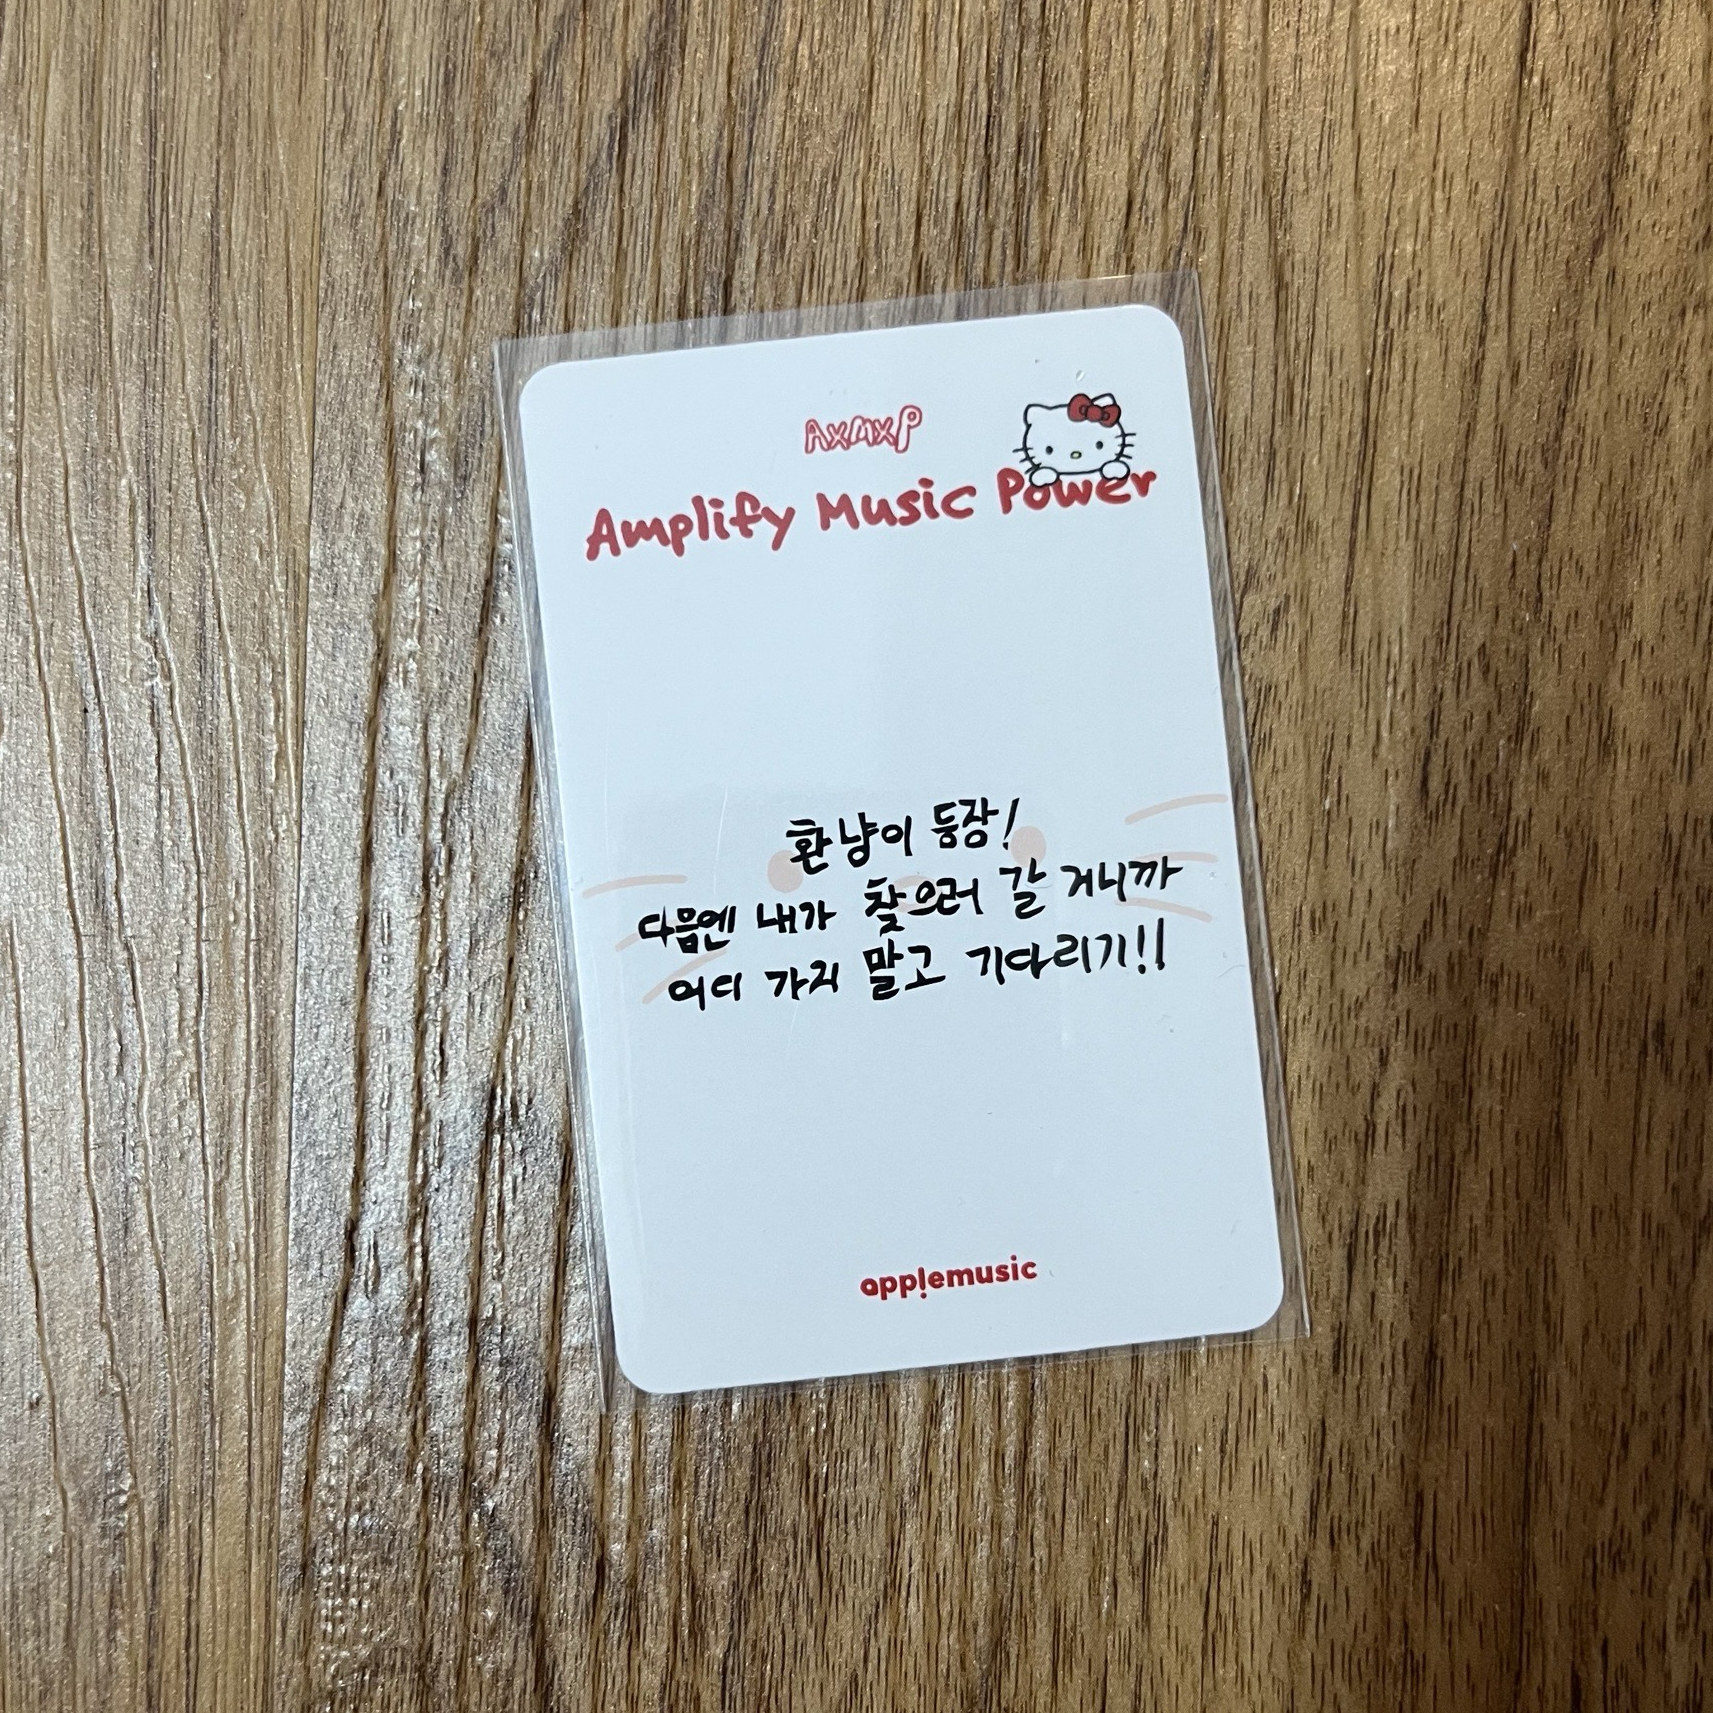 AxMxP
Amplify Music Power
환냥이 등장!
다음엔 내가 찾으러 갈 거니까
어디 가지 말고 기다리기!!
applemusic